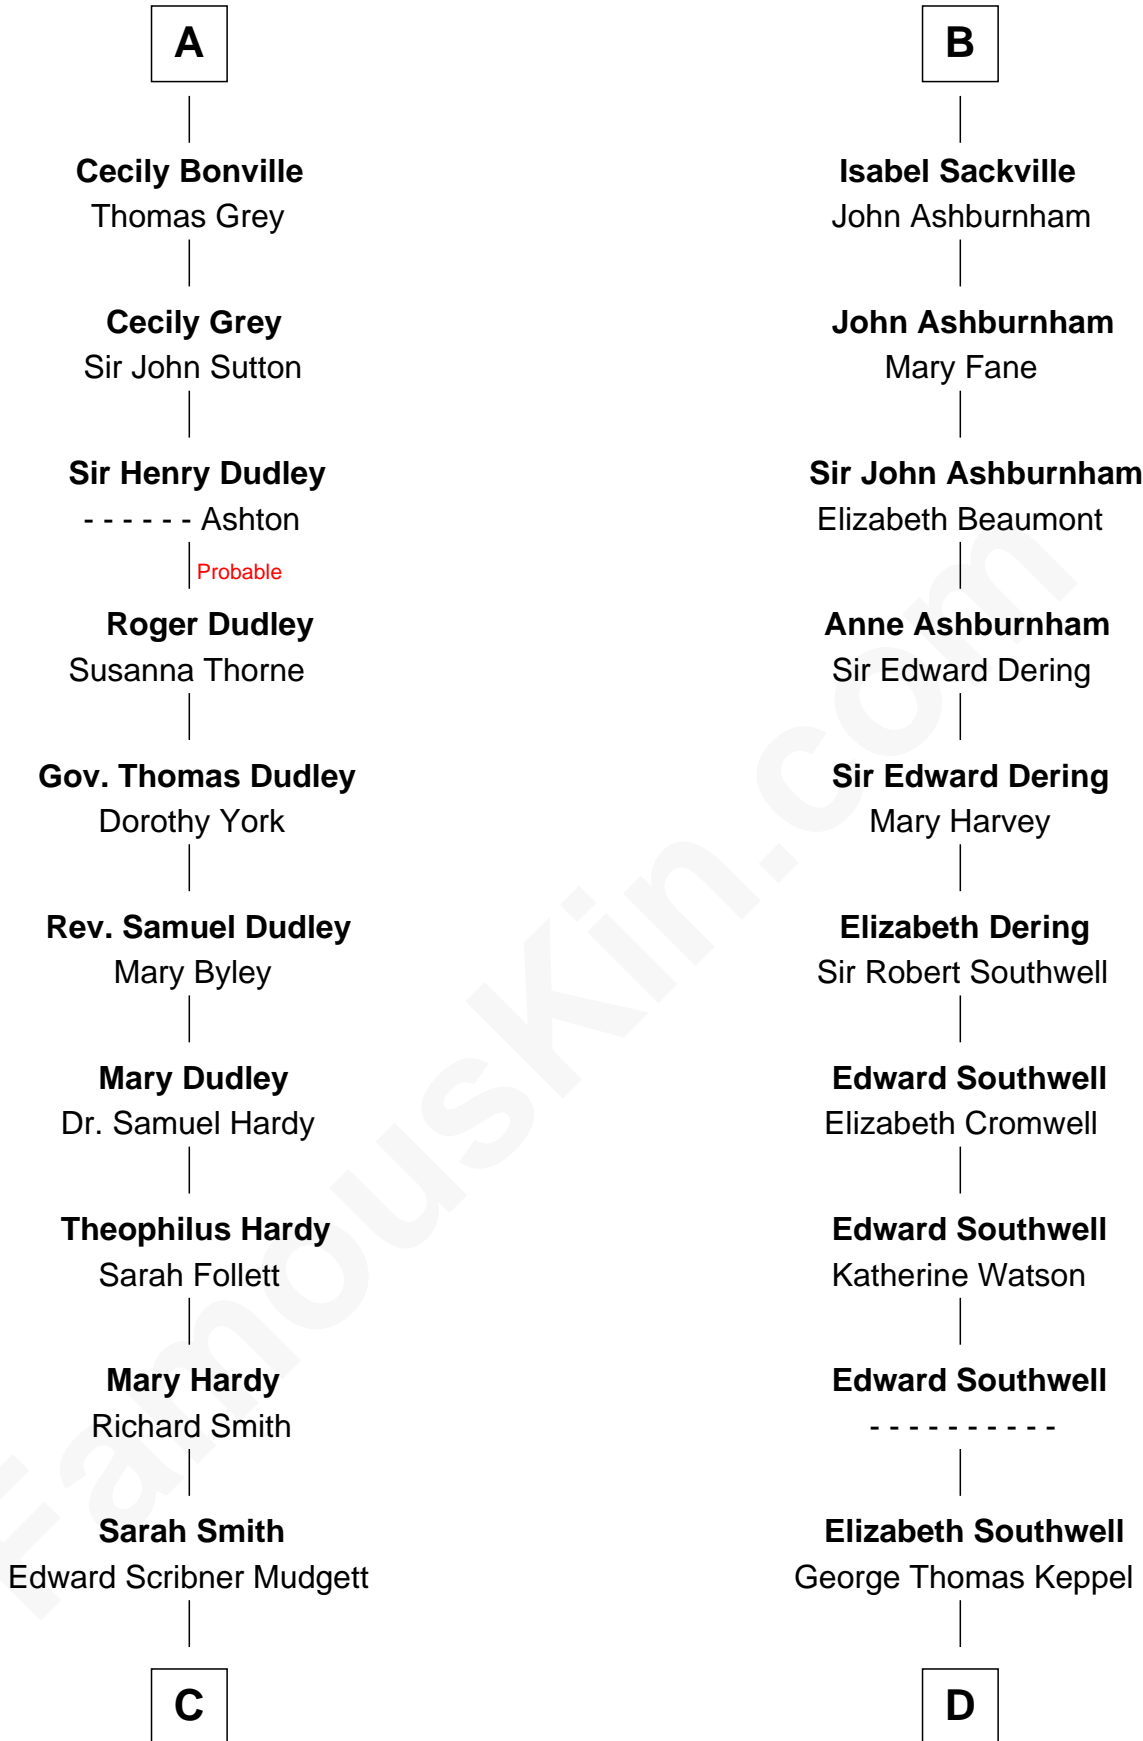 A
Cecily Bonville
Thomas Grey
Cecily Grey
Sir John Sutton
Sir Henry Dudley
- - - - - - Ashton
Probable
Roger Dudley
Susanna Thorne
Gov. Thomas Dudley
Dorothy York
Rev. Samuel Dudley
Mary Byley
Mary Dudley
Dr. Samuel Hardy
Theophilus Hardy
Sarah Follett
Mary Hardy
Richard Smith
Sarah Smith
Edward Scribner Mudgett
C
B
Isabel Sackville
John Ashburnham
John Ashburnham
Mary Fane
Sir John Ashburnham
Elizabeth Beaumont
Anne Ashburnham
Sir Edward Dering
Sir Edward Dering
Mary Harvey
Elizabeth Dering
Sir Robert Southwell
Edward Southwell
Elizabeth Cromwell
Edward Southwell
Katherine Watson
Edward Southwell
- - - - - - - - - -
Elizabeth Southwell
George Thomas Keppel
D
FamousKin.com